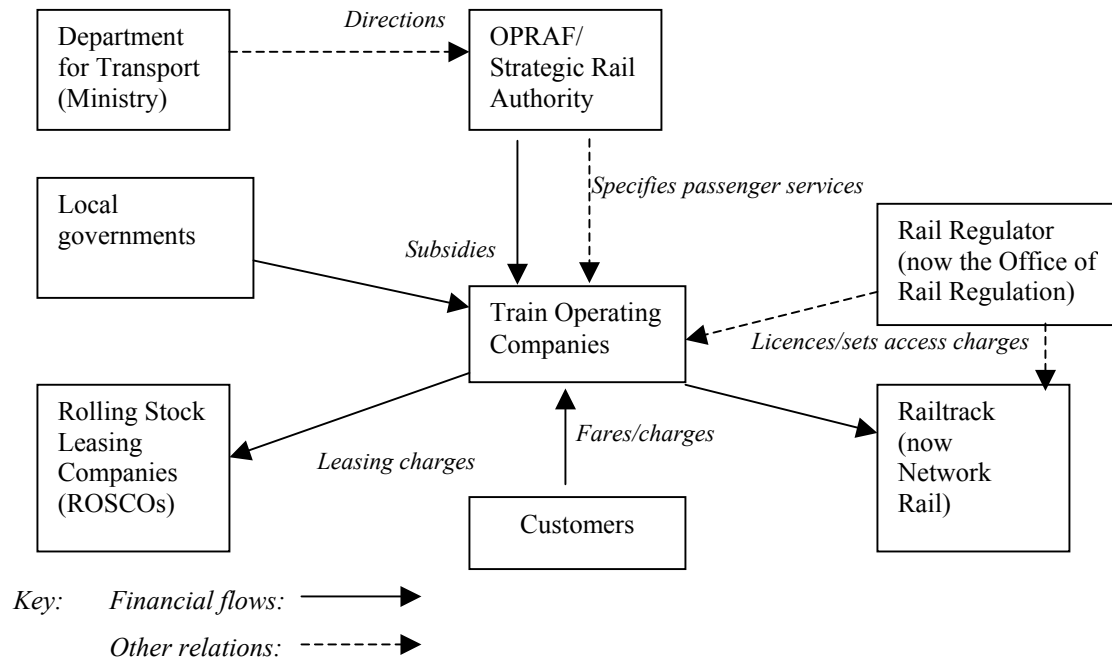 Directions
Department
for Transport
(Ministry)
OPRAF/
Strategic Rail
Authority
Specifies passenger services
Local
governments
Subsidies
Rail Regulator
(now the Office of
Rail Regulation)
Train Operating
Companies
Licences/sets access charges
Rolling Stock
Leasing
Companies
(ROSCOs)
Leasing charges
Fares/charges
Railtrack
(now
Network
Rail)
Customers
Key: Financial flows:
Other relations: